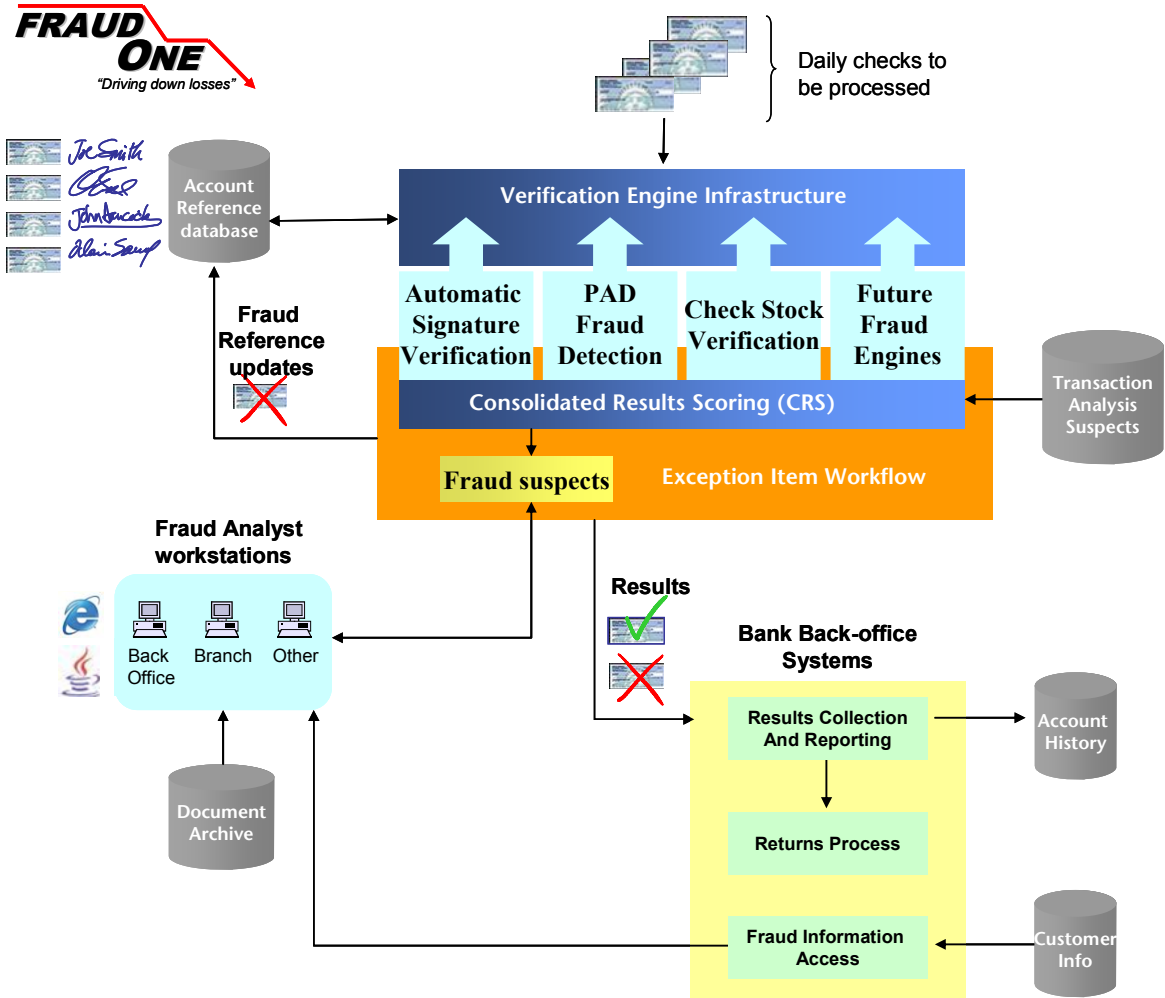 FRAUD
ONE
“Driving down losses”
Daily checks to
be processed
Joe Smith
Account
Reference
database
Verification Engine Infrastructure
Automatic
Signature
Verification
PAD
Fraud
Detection
Check Stock
Verification
Future
Fraud
Engines
Fraud
Reference
updates
Consolidated Results Scoring (CRS)
Transaction
Analysis
Suspects
Fraud suspects
Exception Item Workflow
Fraud Analyst
workstations
Back
Office
Branch
Other
Results
Bank Back-office
Systems
Results Collection
And Reporting
Account
History
Document
Archive
Returns Process
Fraud Information
Access
Customer
Info